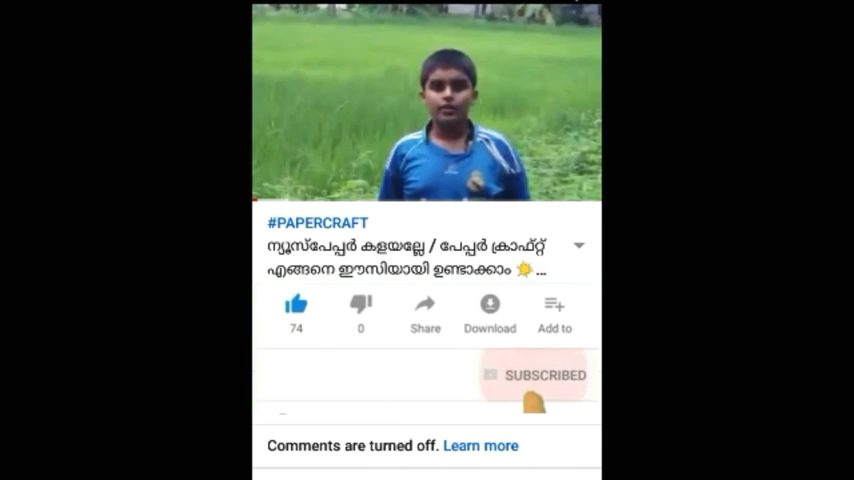 #PAPERCRAFT
ന്യൂസ്പേപ്പർ കളയല്ലേ / പേപ്പർ ക്രാഫ്റ്റ്
എങ്ങനെ ഈസിയായി ഉണ്ടാക്കാം ...
74
0
Share
Download
Add to
SUBSCRIBED
Comments are turned off. Learn more